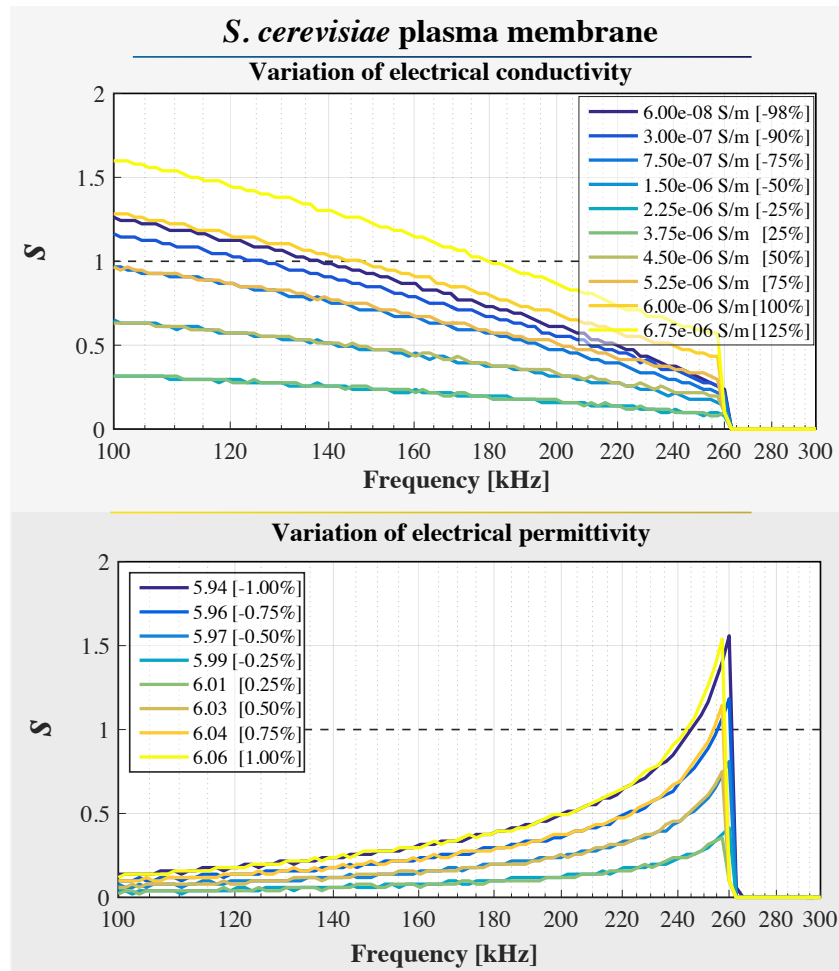 S. cerevisiae plasma membrane
Variation of electrical conductivity
2
1.5
1
0.5
0
S
6.00e-08 S/m [-98%]
3.00e-07 S/m [-90%]
7.50e-07 S/m [-75%]
1.50e-06 S/m [-50%]
2.25e-06 S/m [-25%]
3.75e-06 S/m [25%]
4.50e-06 S/m [50%]
5.25e-06 S/m [75%]
6.00e-06 S/m [100%]
6.75e-06 S/m [125%]
100 120 140 160 180 200 220 240 260 280 300
Frequency [kHz]
Variation of electrical permittivity
2
1.5
1
0.5
0
S
5.94 [-1.00%]
5.96 [-0.75%]
5.97 [-0.50%]
5.99 [-0.25%]
6.01 [0.25%]
6.03 [0.50%]
6.04 [0.75%]
6.06 [1.00%]
100 120 140 160 180 200 220 240 260 280 300
Frequency [kHz]